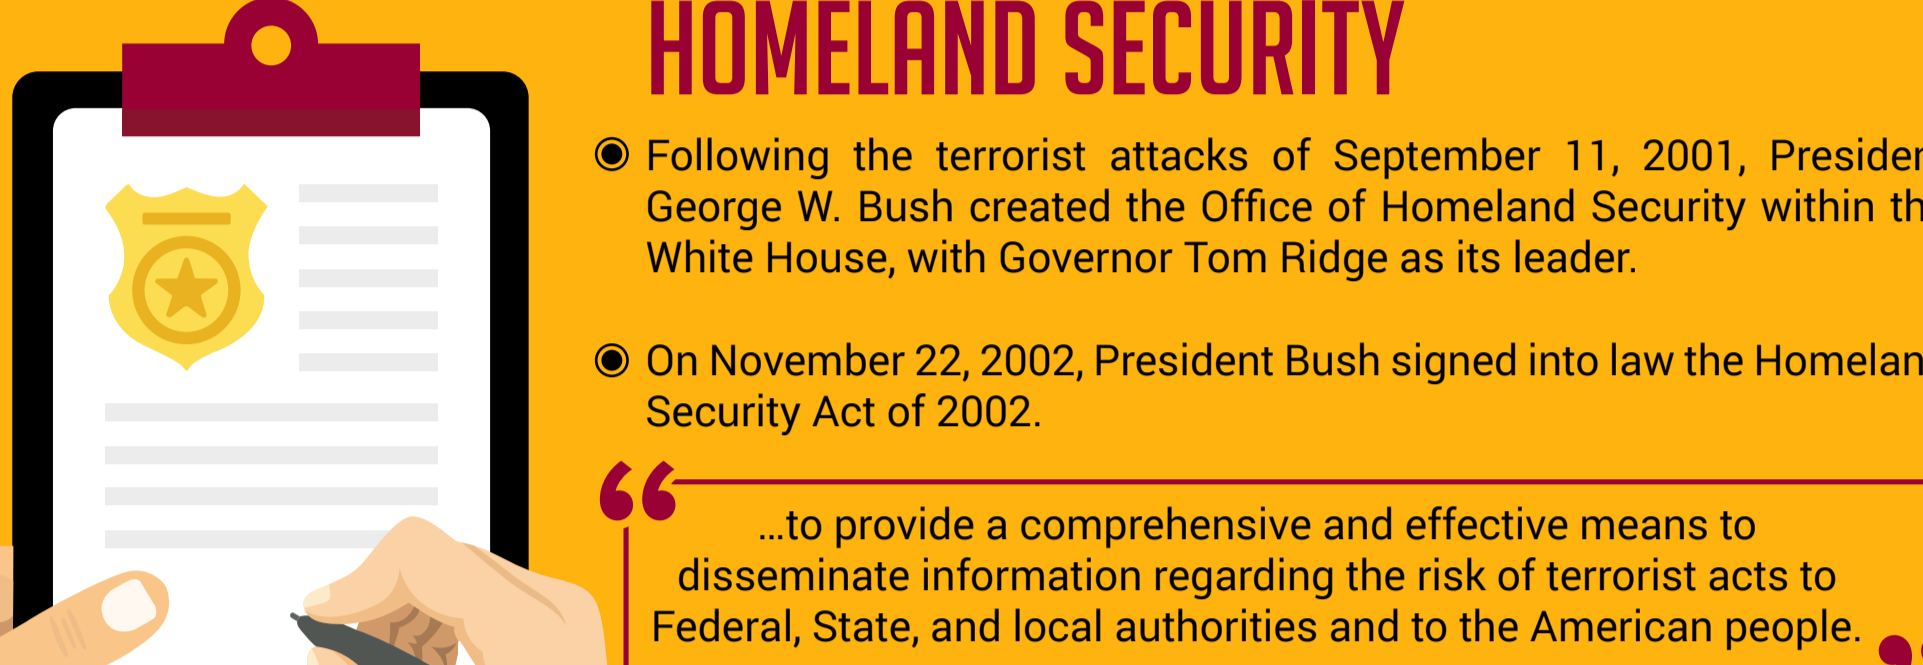 HOMELAND SECURITY
Following the terrorist attacks of September 11, 2001, Presiden
George W. Bush created the Office of Homeland Security within th
White House, with Governor Tom Ridge as its leader.
On November 22, 2002, President Bush signed into law the Homelan
Security Act of 2002.
“
…to provide a comprehensive and effective means to
disseminate information regarding the risk of terrorist acts to
Federal, State, and local authorities and to the American people.